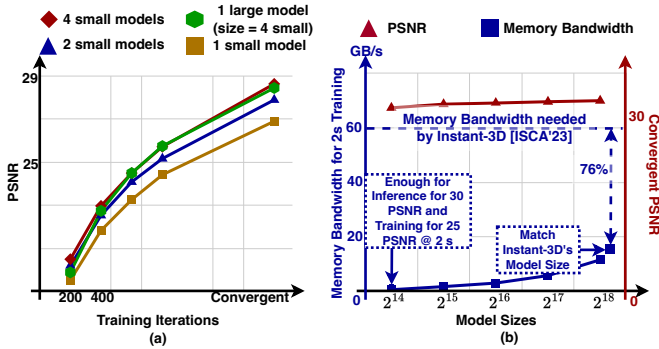 4 small models
1 large model
(size = 4 small)
2 small models
1 small model
29
25
PSNR
200
400
Convergent
Training Iterations
(a)
PSNR
Memory Bandwidth
GB/s
60
40
20
0
Memory Bandwidth for 2s Training
Memory Bandwidth needed
by Instant-3D [ISCA'23]
76%
Enough for
Inference for 30
PSNR and
Training for 25
PSNR @ 2 s
Match
Instant-3D's
Model Size
30
0
Convergent PSNR
2^14
2^15
2^16
2^17
2^18
Model Sizes
(b)